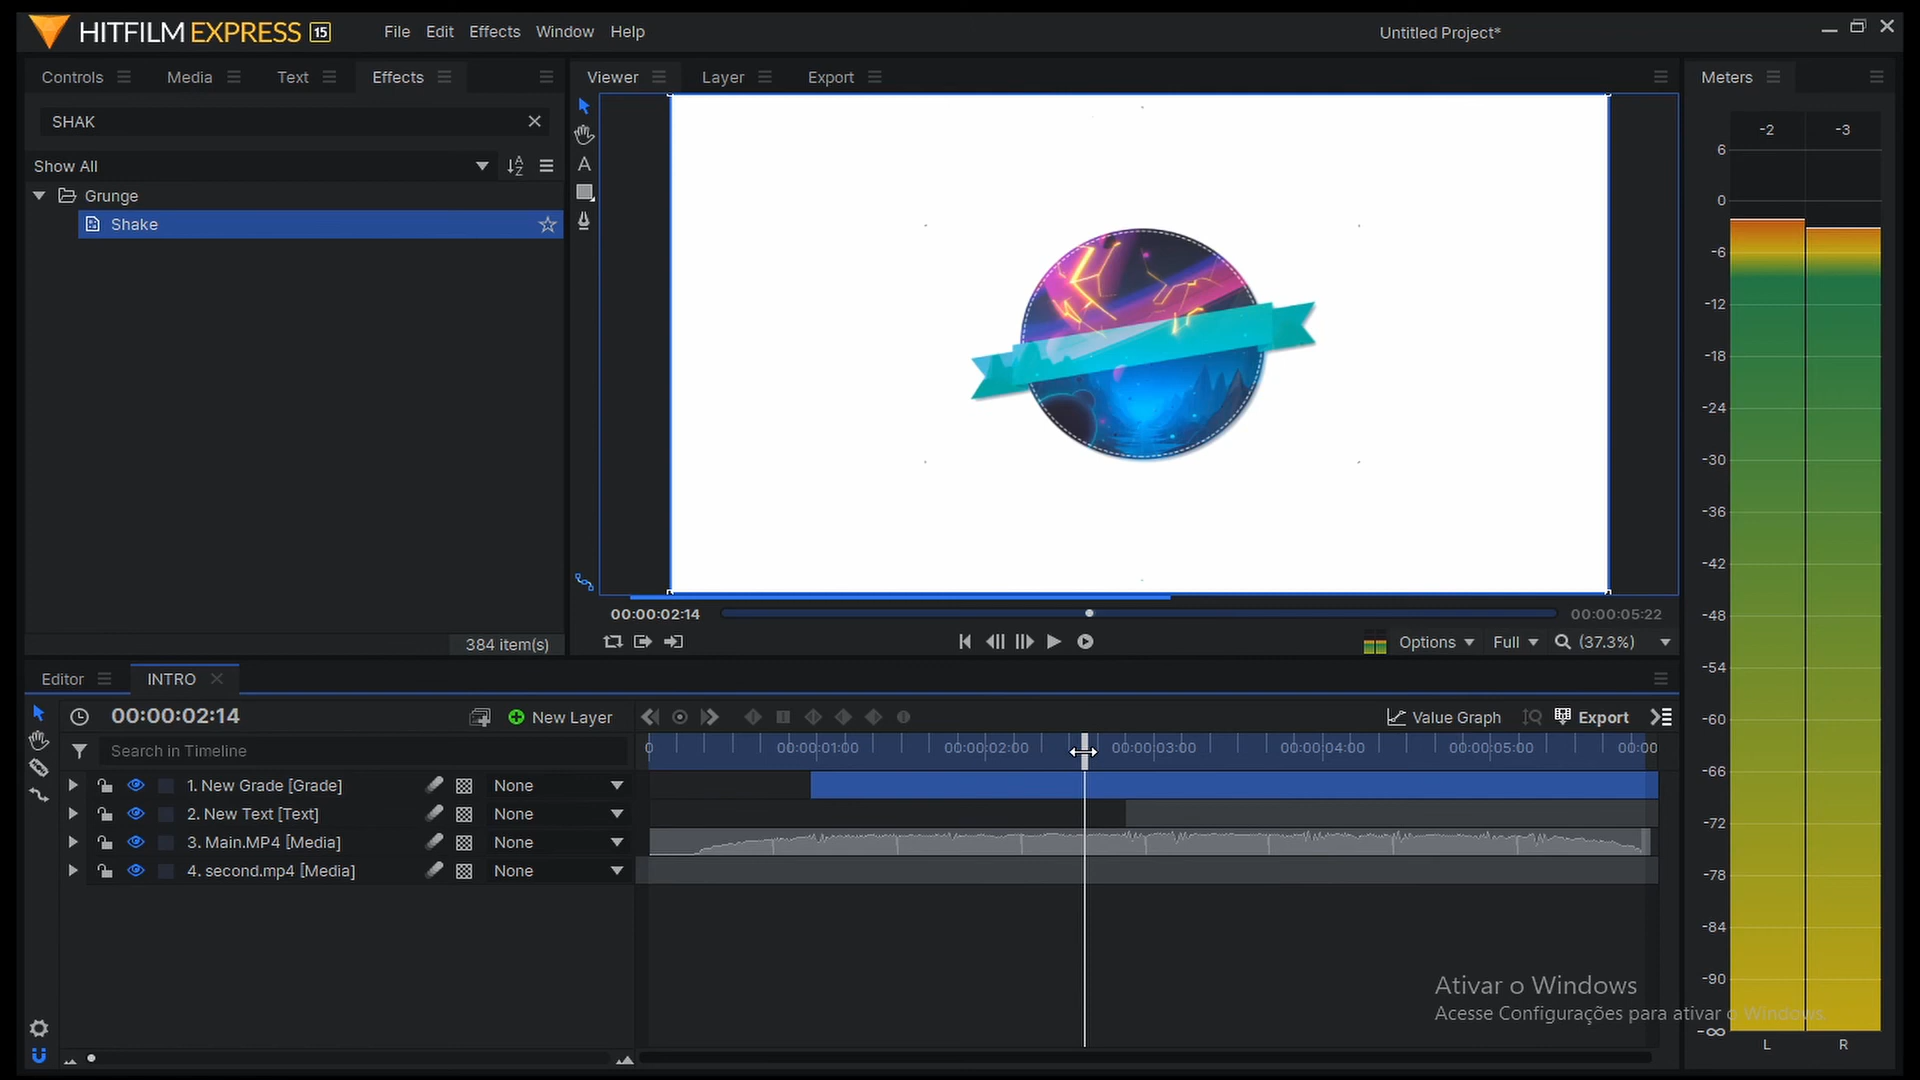 HITFILM EXPRESS 15 File Edit Effects Window Help Untitled Project*
Controls Media Text Effects Viewer Layer Export Meters
SHAK
-2 -3
Show All
Grunge
Shake
6
0
-6
-12
-18
-24
-30
-36
-42
-48
-54
-60
-66
-72
-78
-84
-90
-∞
L R
00:00:02:14 00:00:05:22
384 item(s)
Options Full (37.3%)
Editor INTRO
00:00:02:14 New Layer Value Graph Export
Search in Timeline
0 00:00:01:00 00:00:02:00 00:00:03:00 00:00:04:00 00:00:05:00 00:00
1. New Grade [Grade] None
2. New Text [Text] None
3. Main.MP4 [Media] None
4. second.mp4 [Media] None
Ativar o Windows
Acesse Configurações para ativar o Windows.